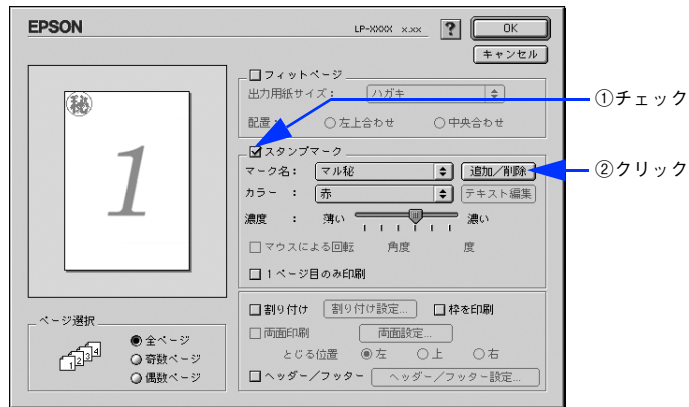 EPSON
LP-XXXX x.xx
?
OK
キャンセル
㊙
1
フィットページ
出力用紙サイズ：
ハガキ
配置：
左上合わせ
中央合わせ
①チェック
スタンプマーク
マーク名：
マル秘
追加／削除
②クリック
カラー ：
赤
テキスト編集
濃度 ：
薄い
濃い
マウスによる回転
角度
度
1ページ目のみ印刷
ページ選択
1 2 3 4
全ページ
奇数ページ
偶数ページ
割り付け
割り付け設定...
枠を印刷
両面印刷
両面設定...
とじる位置
左
上
右
ヘッダー／フッター
ヘッダー／フッター設定...